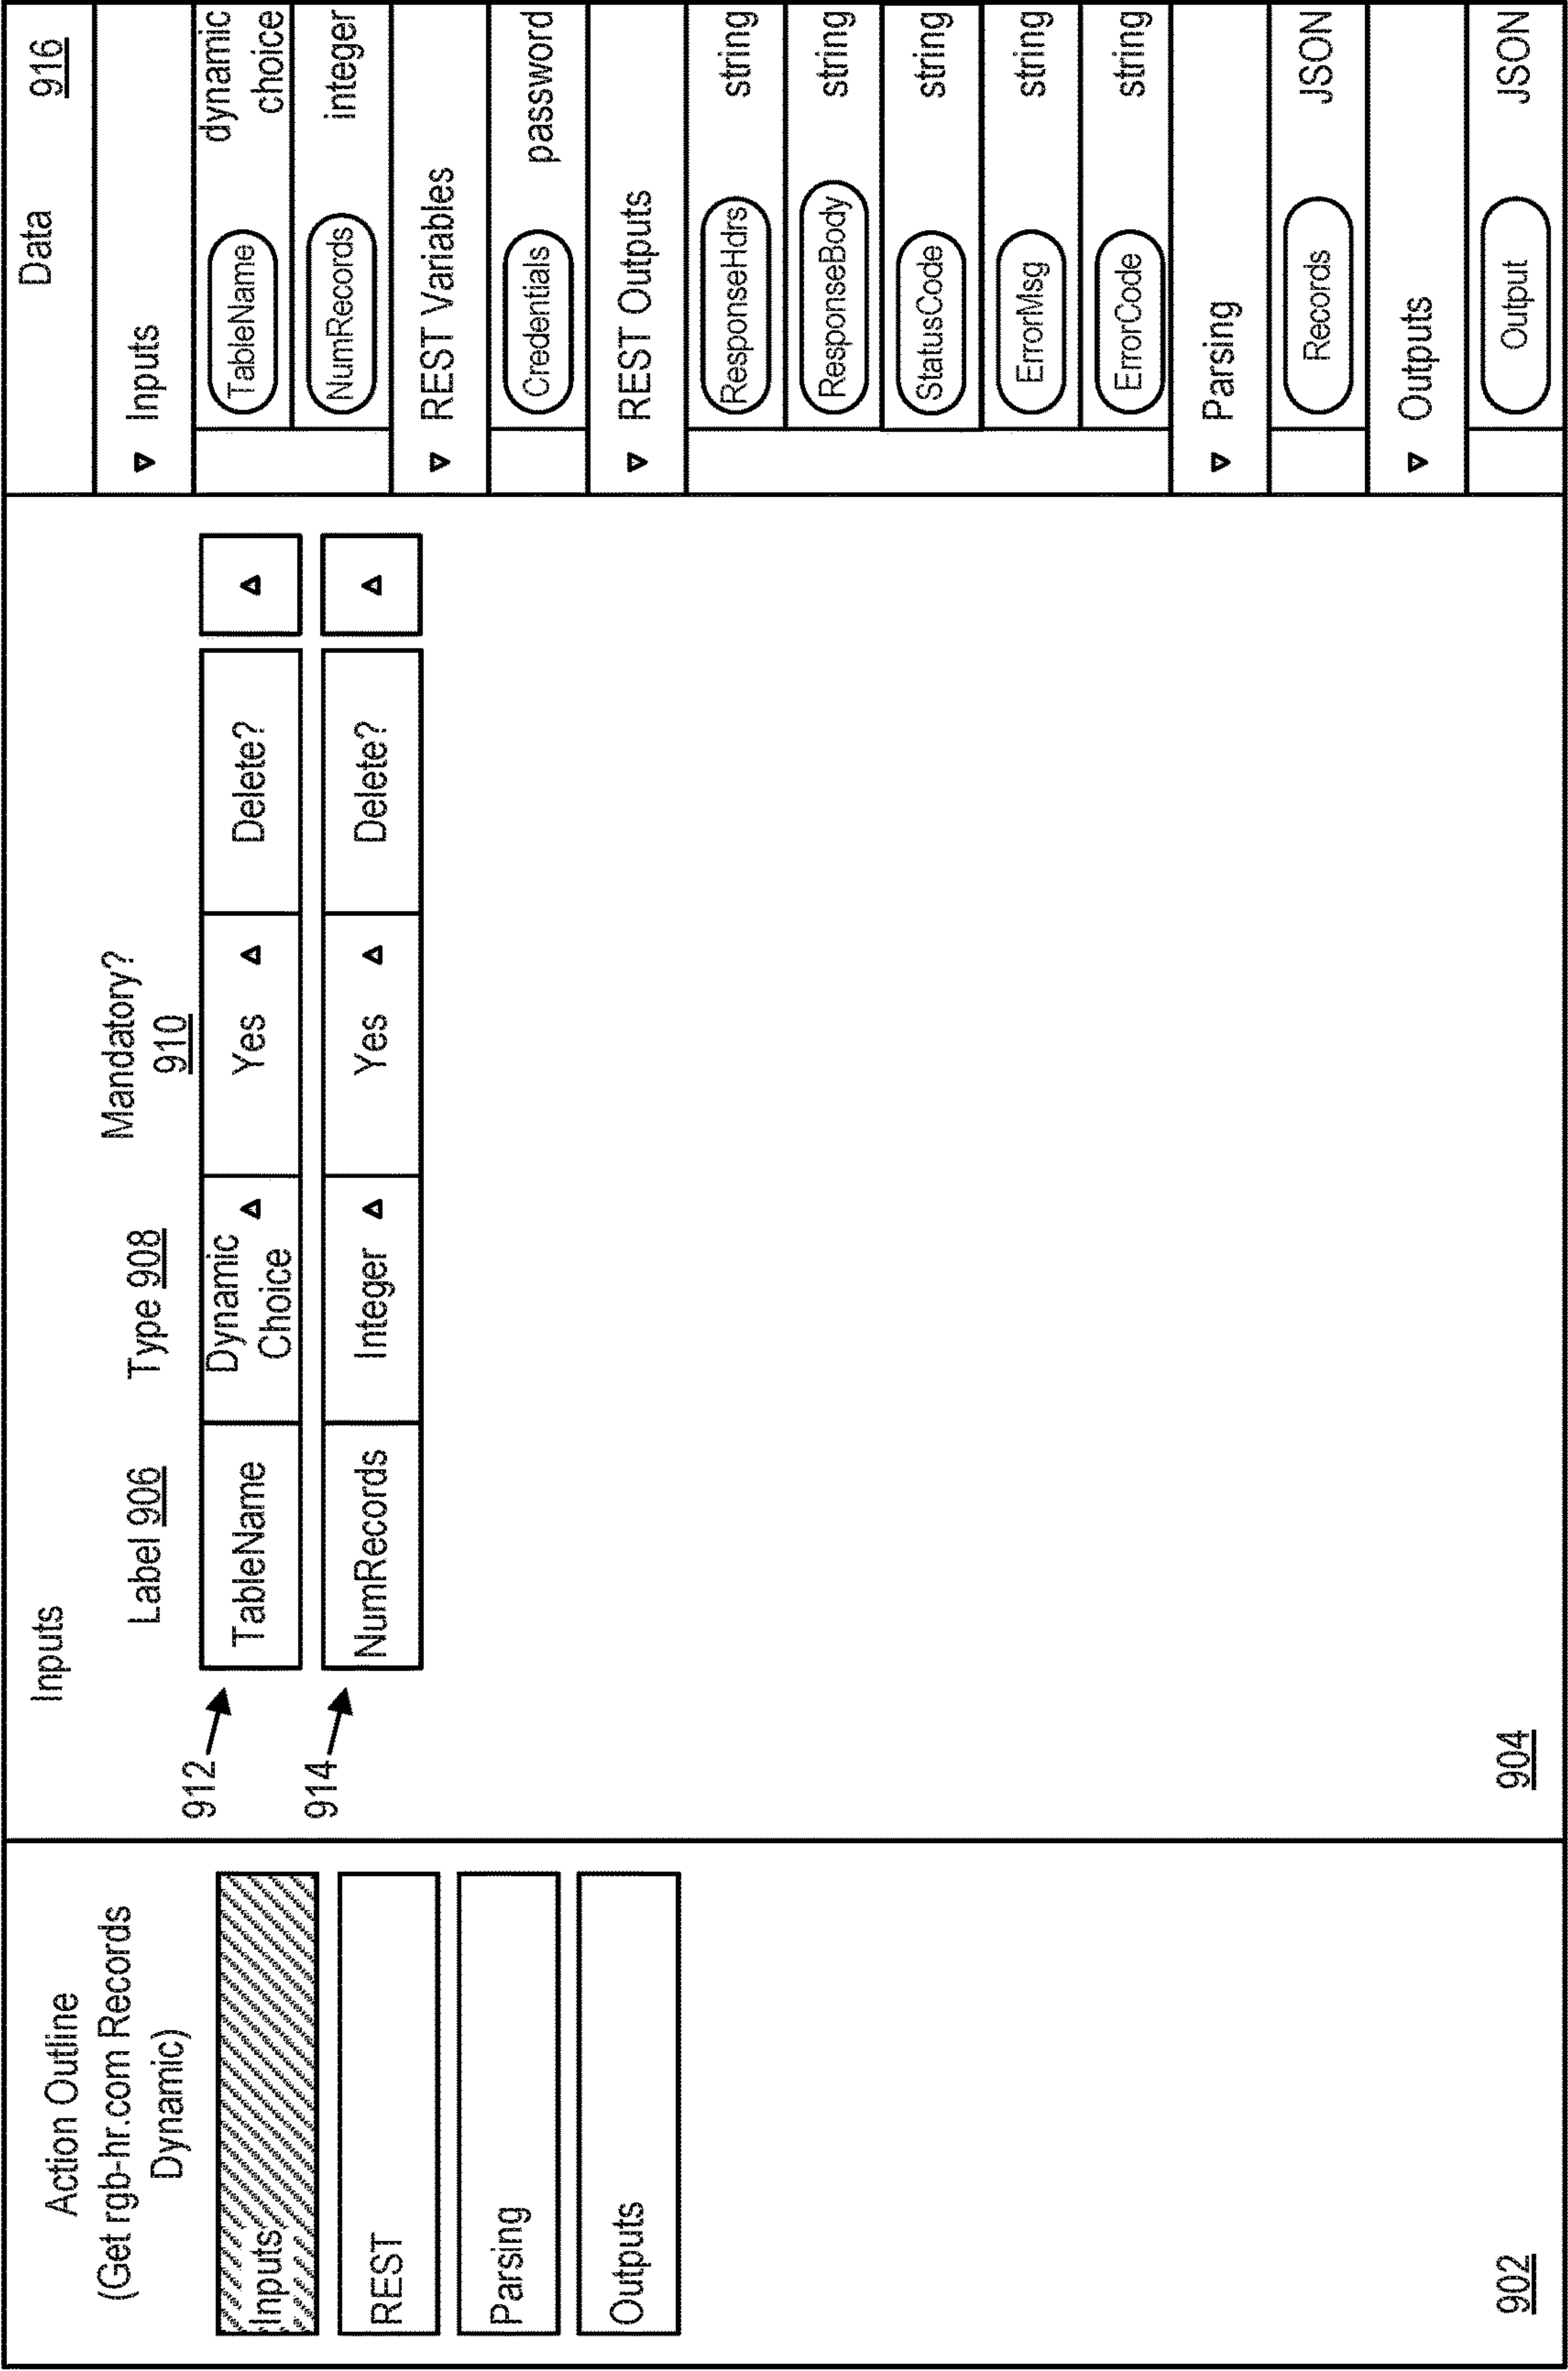 Action Outline
(Get rgb-hr.com Records
Dynamic)
Inputs
REST
Parsing
Outputs
902
Inputs
Label 906
Type 908
Mandatory?
910
912
TableName
Dynamic
Choice
Yes
Delete?
914
NumRecords
Integer
Yes
Delete?
904
Data 916
Inputs
TableName
dynamic
choice
NumRecords integer
REST Variables
Credentials password
REST Outputs
ResponseHdrs string
ResponseBody string
StatusCode string
ErrorMsg string
ErrorCode string
Parsing
Records JSON
Outputs
Output JSON